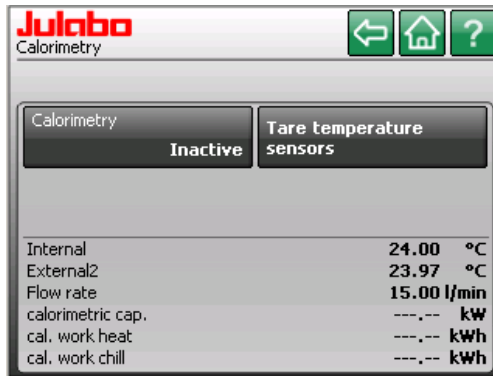 Julabo
Calorimetry
?
Calorimetry
Inactive
Tare temperature
sensors
Internal 24.00 °C
External2 23.97 °C
Flow rate 15.00 l/min
calorimetric cap. ---.-- kW
cal. work heat ---.-- kWh
cal. work chill ---.-- kWh